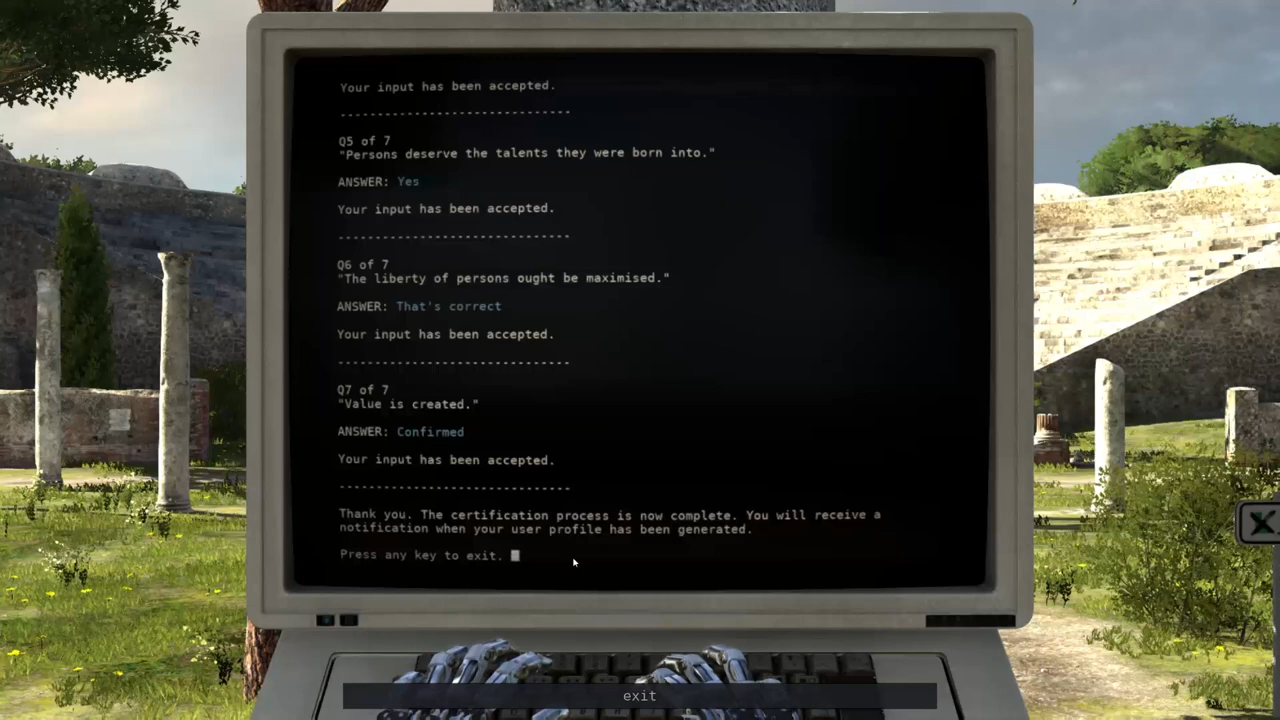 Your input has been accepted.
----------------------------
Q5 of 7
"Persons deserve the talents they were born into."
ANSWER: Yes
Your input has been accepted.
----------------------------
Q6 of 7
"The liberty of persons ought be maximised."
ANSWER: That's correct
Your input has been accepted.
----------------------------
Q7 of 7
"Value is created."
ANSWER: Confirmed
Your input has been accepted.
----------------------------
Thank you. The certification process is now complete. You will receive a
notification when your user profile has been generated.
Press any key to exit.
exit